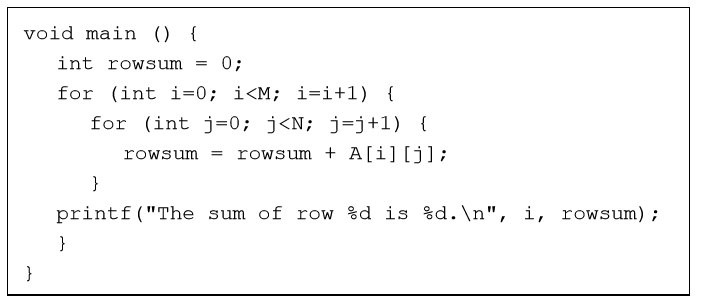 void main () {
int rowsum = 0;
for (int i=0; i<M; i=i+1) {
for (int j=0; j<N; j=j+1) {
rowsum = rowsum + A[i][j];
}
printf("The sum of row %d is %d.\n", i, rowsum);
}
}